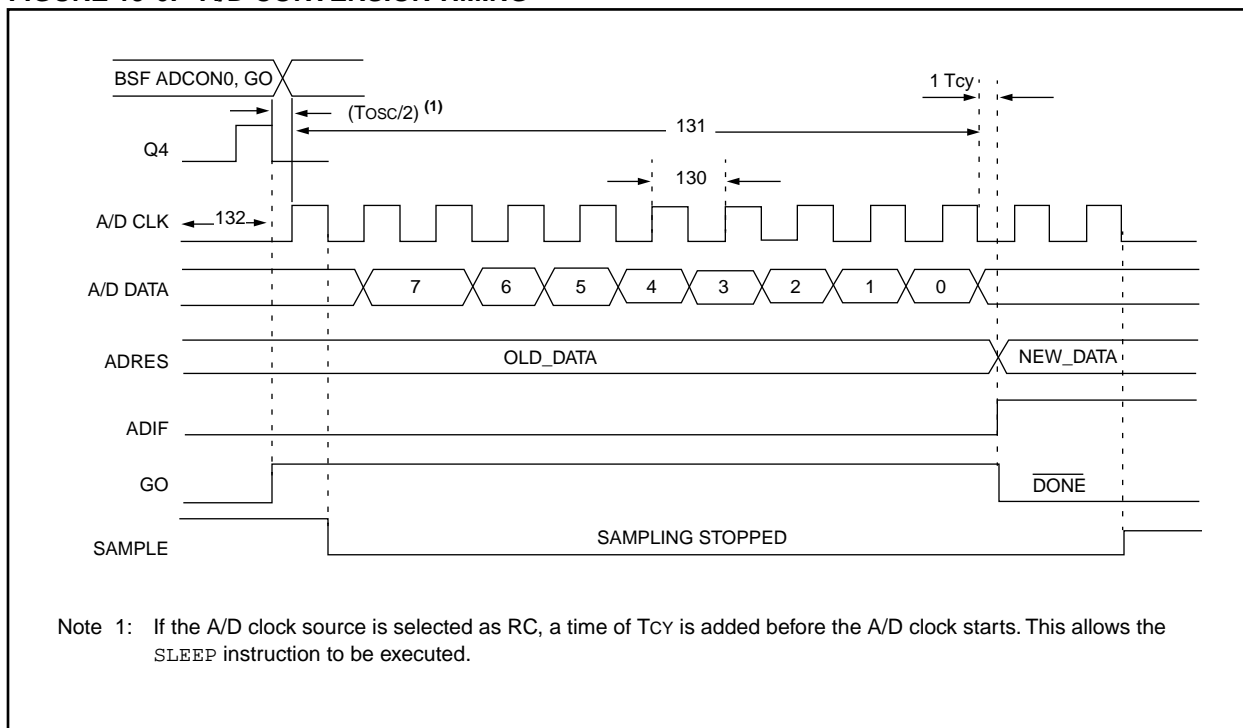 BSF ADCON0, GO
1 Tcy
(TOSC/2) (1)
131
Q4
130
A/D CLK
132
A/D DATA
7 6 5 4 3 2 1 0
ADRES
OLD_DATA
NEW_DATA
ADIF
GO
DONE
SAMPLE
SAMPLING STOPPED
Note 1: If the A/D clock source is selected as RC, a time of TCY is added before the A/D clock starts. This allows the
SLEEP instruction to be executed.